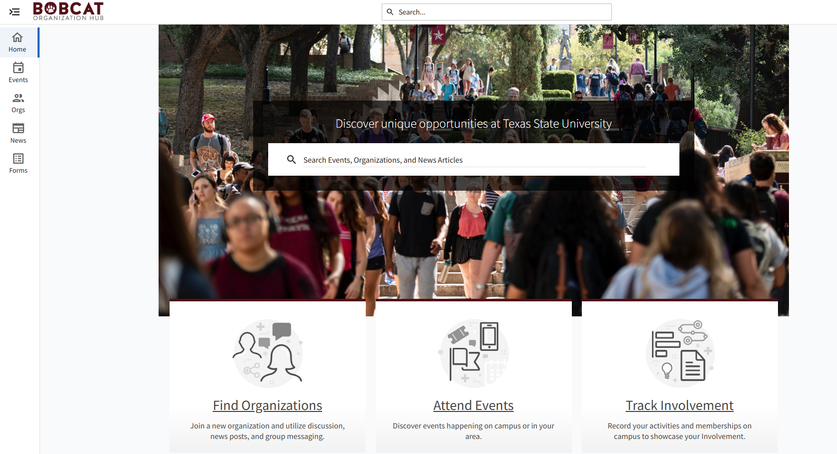 BOBCAT
ORGANIZATION HUB
Search...
Home
Events
Orgs
News
Forms
Discover unique opportunities at Texas State University
Search Events, Organizations, and News Articles
Find Organizations
Join a new organization and utilize discussion,
news posts, and group messaging.
Attend Events
Discover events happening on campus or in your
area.
Track Involvement
Record your activities and memberships on
campus to showcase your Involvement.